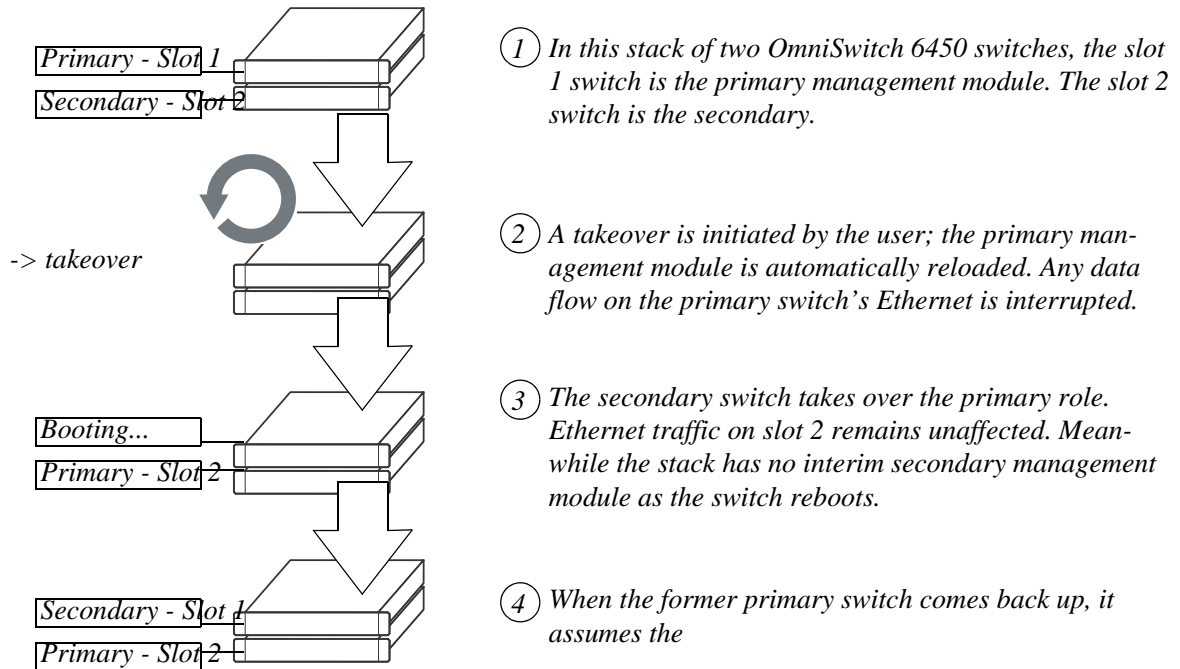 Primary - Slot 1
Secondary - Slot 2
1 In this stack of two OmniSwitch 6450 switches, the slot
1 switch is the primary management module. The slot 2
switch is the secondary.
-> takeover
2 A takeover is initiated by the user; the primary man-
agement module is automatically reloaded. Any data
flow on the primary switch’s Ethernet is interrupted.
Booting...
Primary - Slot 2
3 The secondary switch takes over the primary role.
Ethernet traffic on slot 2 remains unaffected. Mean-
while the stack has no interim secondary management
module as the switch reboots.
Secondary - Slot 1
Primary - Slot 2
4 When the former primary switch comes back up, it
assumes the